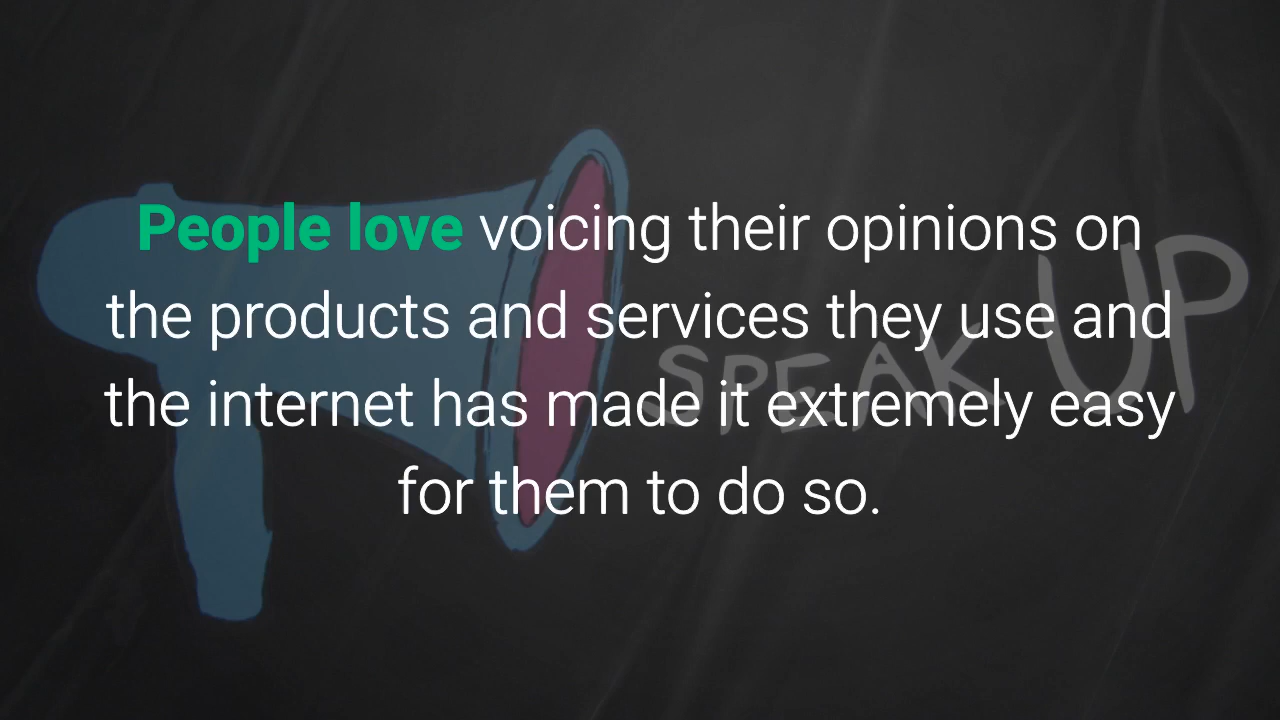 People love voicing their opinions on
the products and services they use and
the internet has made it extremely easy
for them to do so.
SPEAK UP